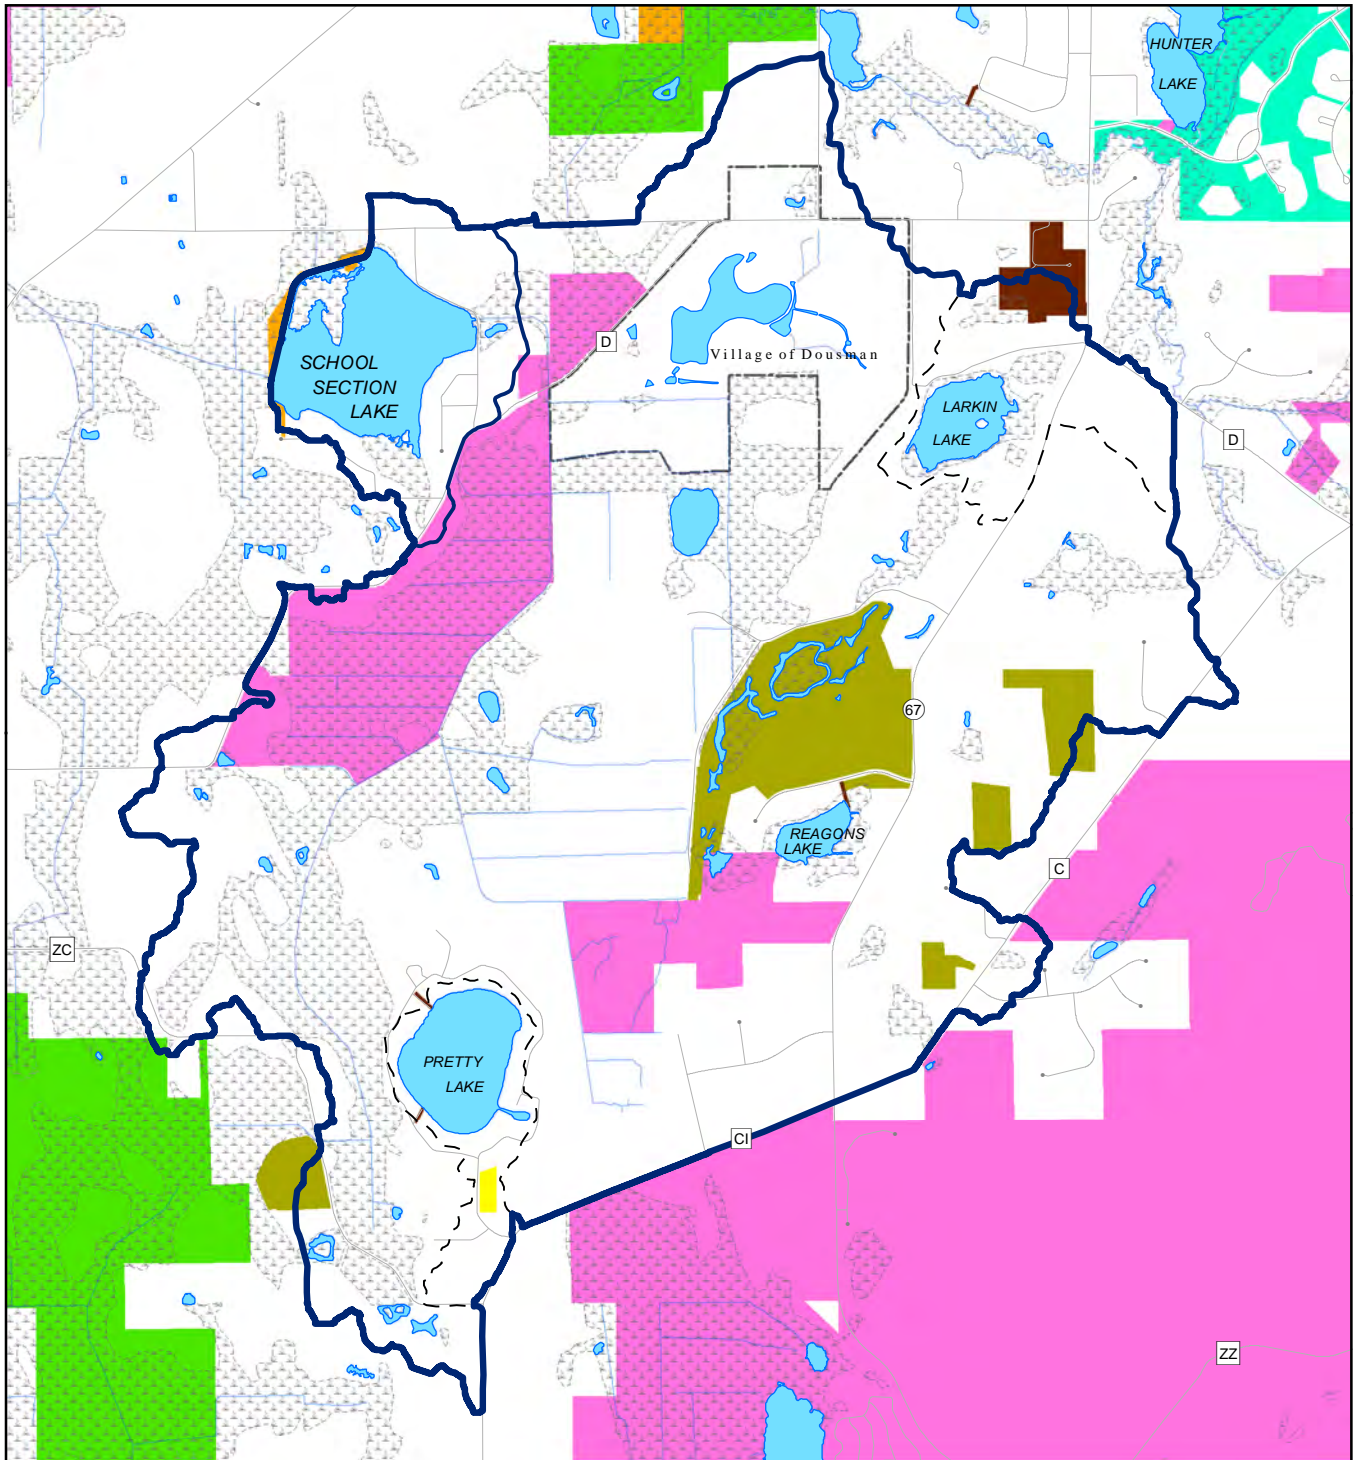 HUNTER
LAKE
D
Village of Dousman
SCHOOL
SECTION
LAKE
LARKIN
LAKE
D
67
REAGONS
LAKE
C
ZC
PRETTY
LAKE
CI
ZZ